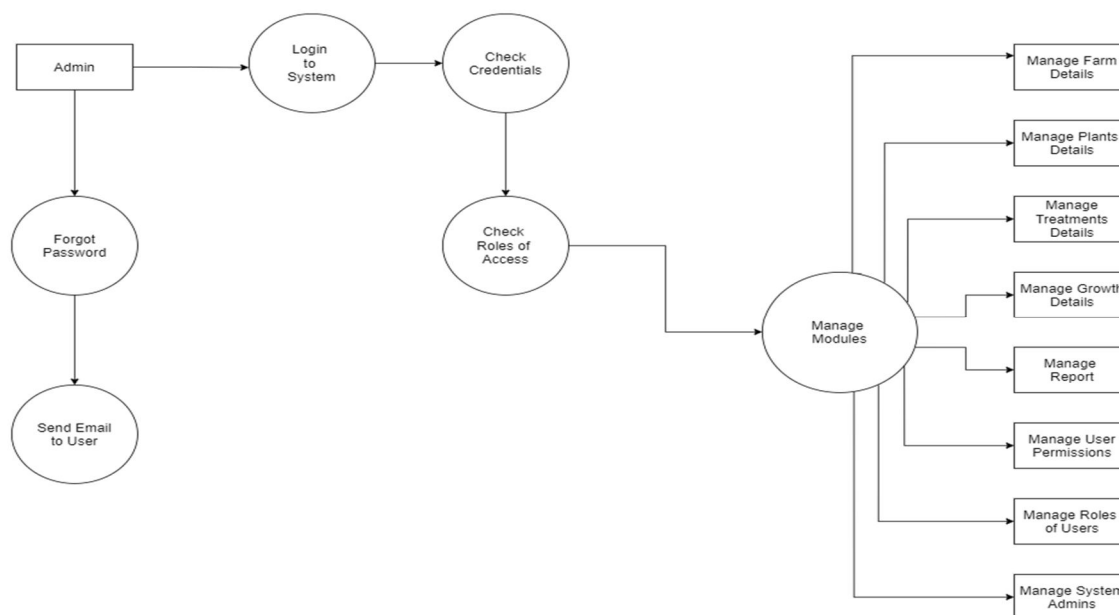 Admin
Login
to
System
Check
Credentials
Forgot
Password
Check
Roles of
Access
Send Email
to User
Manage
Modules
Manage Farm
Details
Manage Plants
Details
Manage
Treatments
Details
Manage Growth
Details
Manage
Report
Manage User
Permissions
Manage Roles
of Users
Manage System
Admins